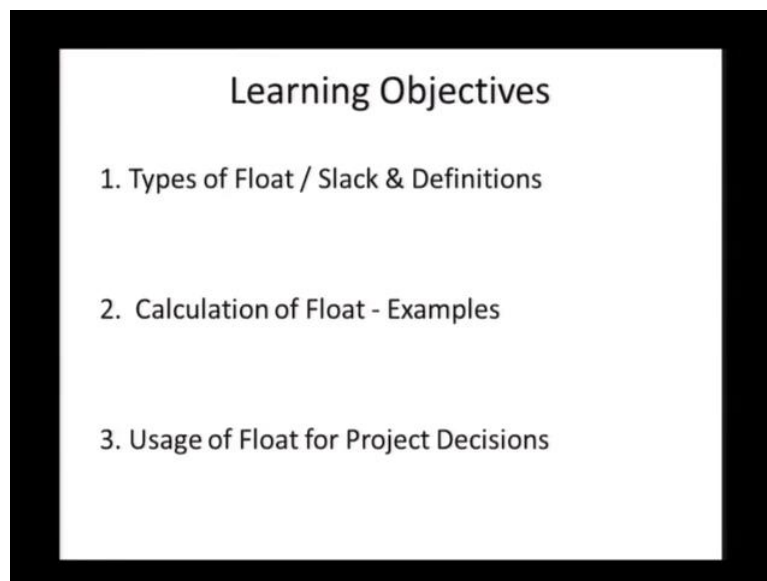 Learning Objectives
1. Types of Float / Slack & Definitions
2. Calculation of Float - Examples
3. Usage of Float for Project Decisions